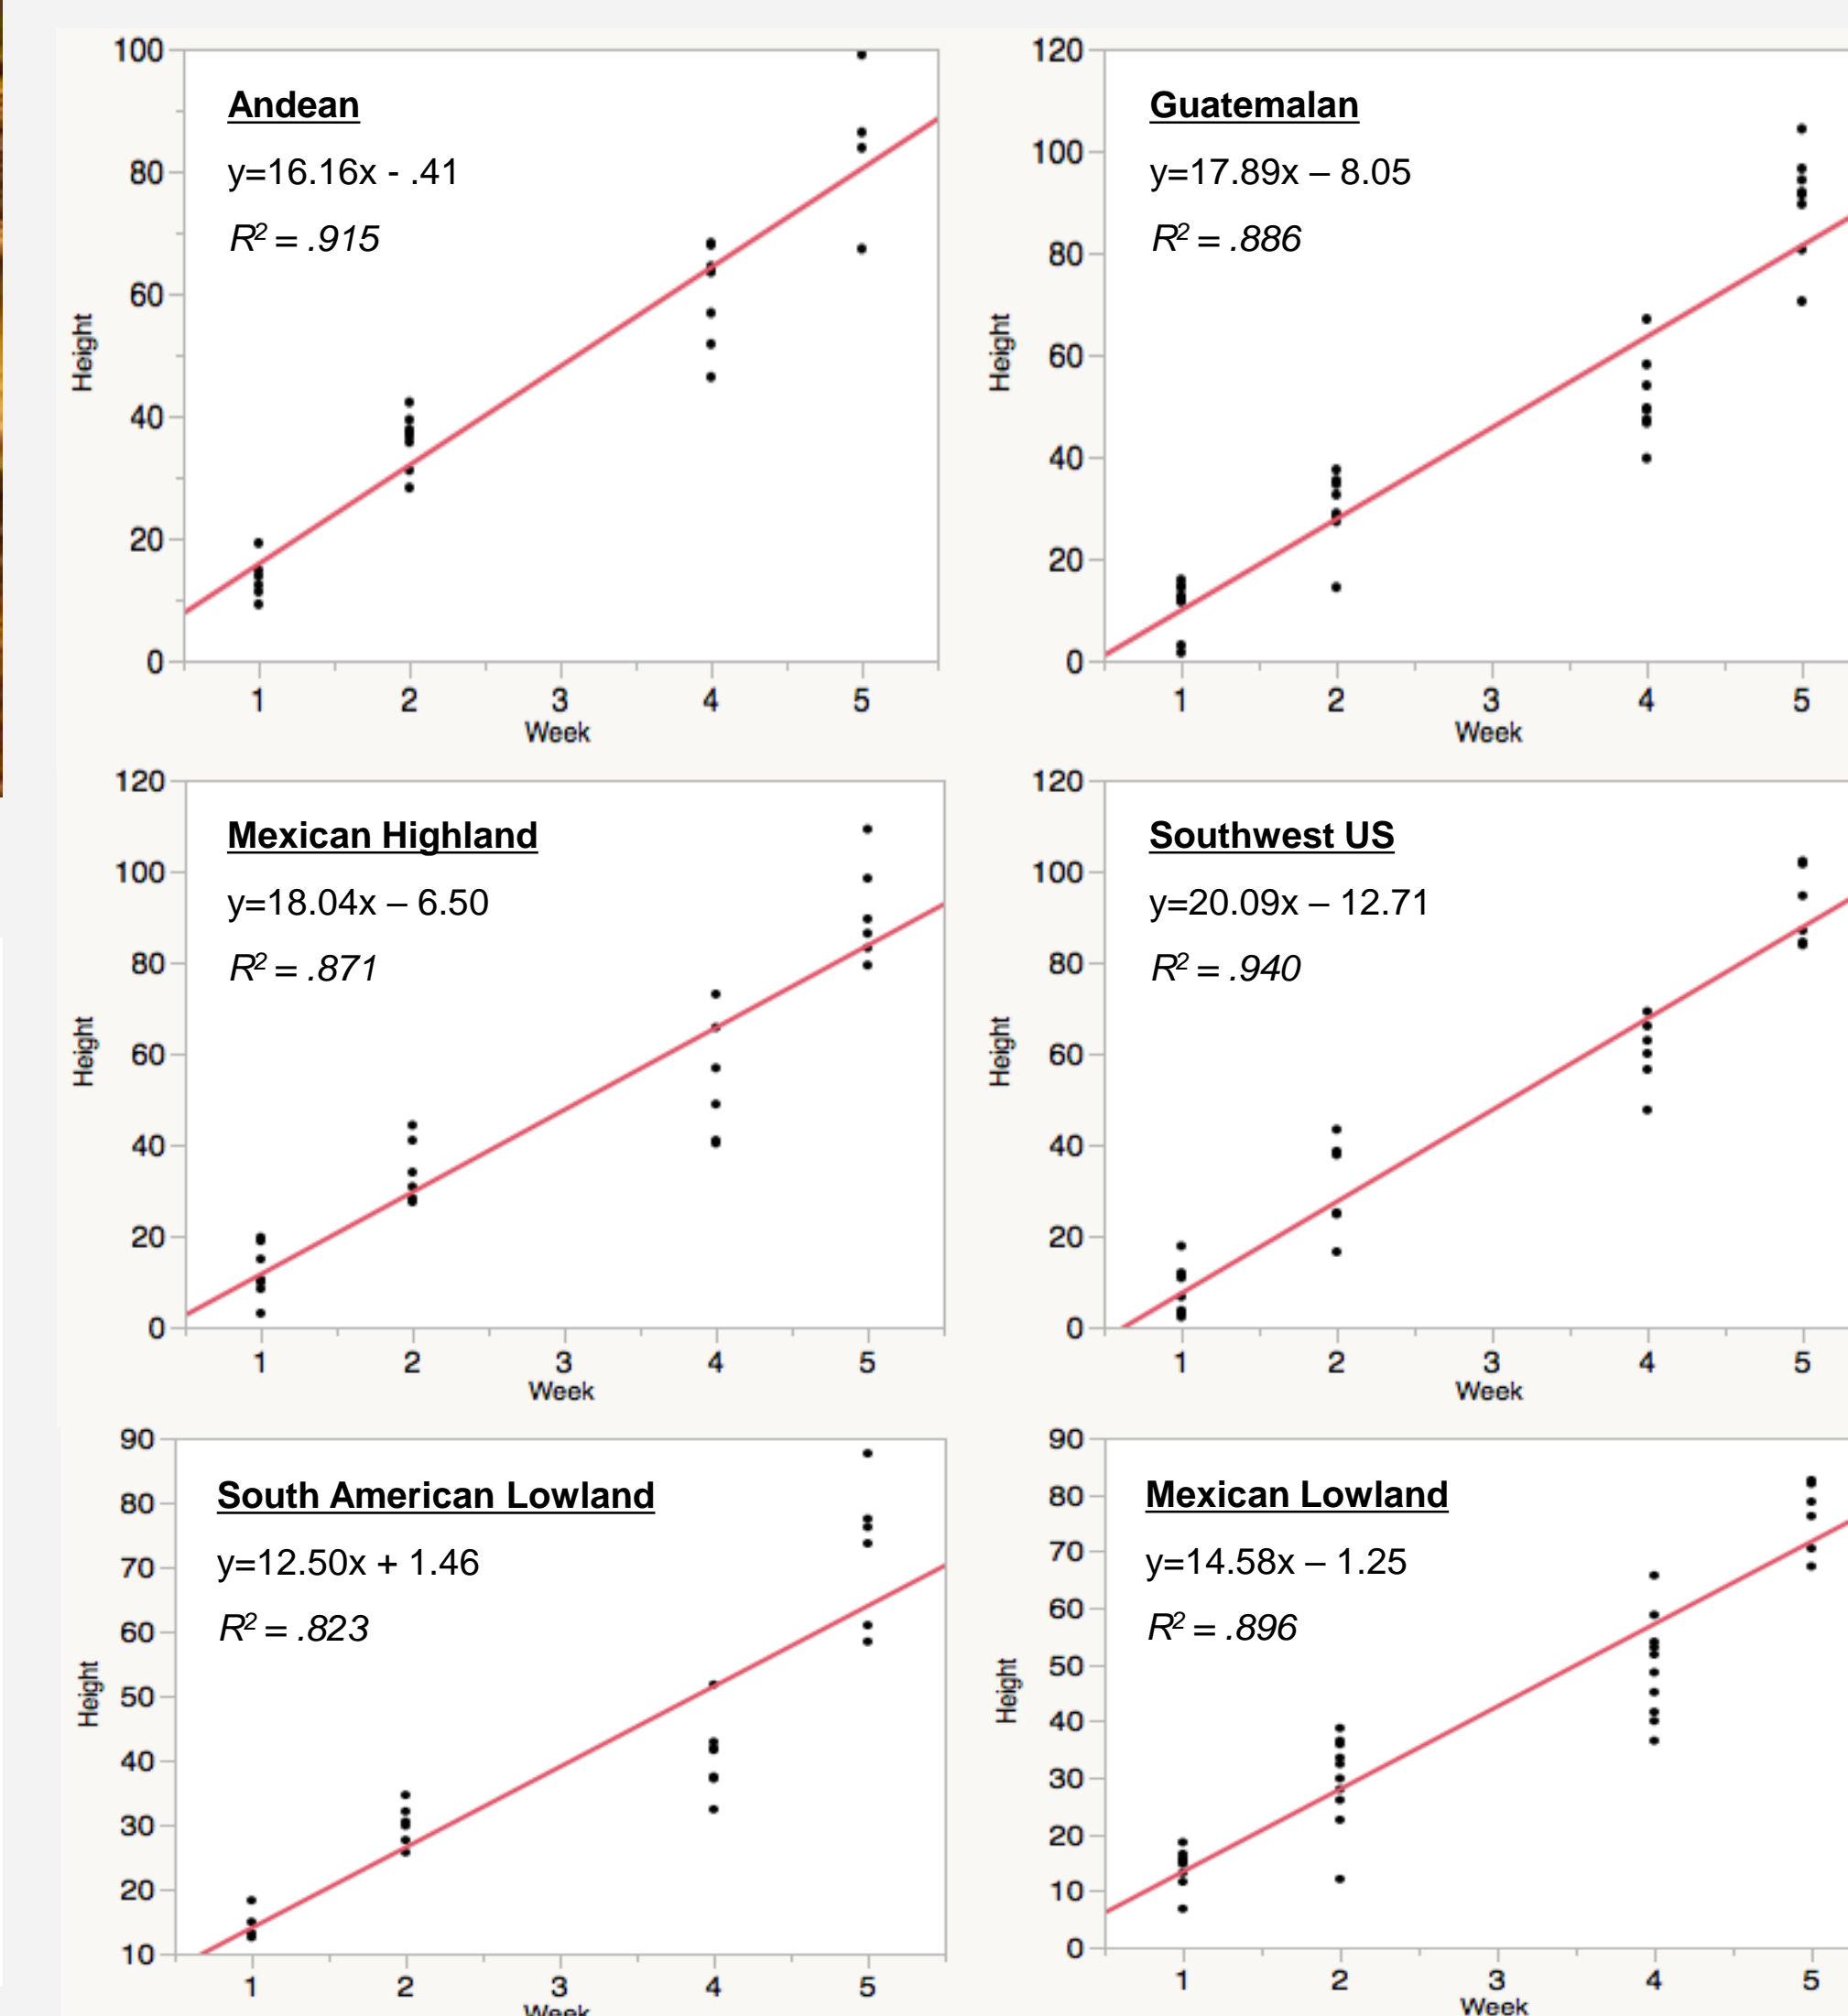 Andean
y=16.16x - .41
R² = .915
100
80
60
40
20
0
Height
1 2 3 4 5
Week
Guatemalan
y=17.89x – 8.05
R² = .886
120
100
80
60
40
20
0
Height
1 2 3 4 5
Week
Mexican Highland
y=18.04x – 6.50
R² = .871
120
100
80
60
40
20
0
Height
1 2 3 4 5
Week
Southwest US
y=20.09x – 12.71
R² = .940
120
100
80
60
40
20
0
Height
1 2 3 4 5
Week
South American Lowland
y=12.50x + 1.46
R² = .823
90
80
70
60
50
40
30
20
10
Height
1 2 3 4 5
Week
Mexican Lowland
y=14.58x – 1.25
R² = .896
90
80
70
60
50
40
30
20
10
0
Height
1 2 3 4 5
Week